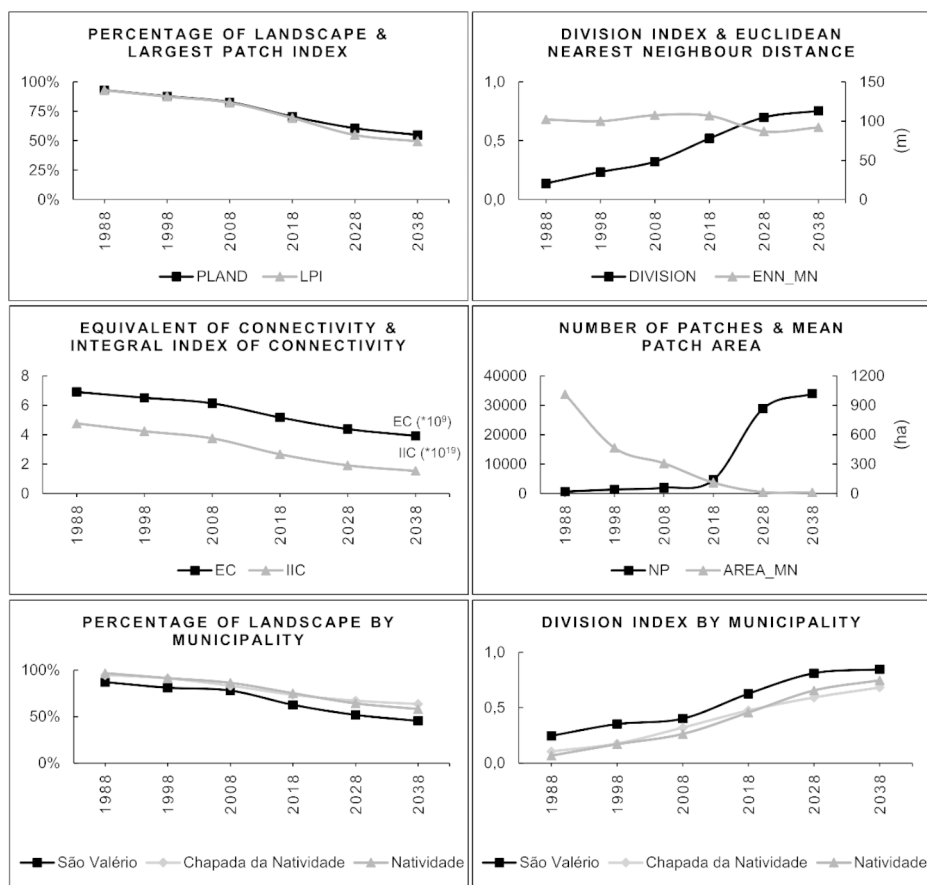 PERCENTAGE OF LANDSCAPE &
LARGEST PATCH INDEX
100%
75%
50%
25%
0%
1988
1998
2008
2018
2028
2038
PLAND LPI
DIVISION INDEX & EUCLIDEAN
NEAREST NEIGHBOUR DISTANCE
1,0 150
100
0,5
50
0,0 0
(m)
1988
1998
2008
2018
2028
2038
DIVISION ENN_MN
EQUIVALENT OF CONNECTIVITY &
INTEGRAL INDEX OF CONNECTIVITY
8
6
4
2
0
EC (*10⁹)
IIC (*10¹⁹)
1988
1998
2008
2018
2028
2038
EC IIC
NUMBER OF PATCHES & MEAN
PATCH AREA
40000 1200
30000 900
20000 600
10000 300
0 0
(ha)
1988
1998
2008
2018
2028
2038
NP AREA_MN
PERCENTAGE OF LANDSCAPE BY
MUNICIPALITY
100%
50%
0%
1988
1998
2008
2018
2028
2038
São Valério Chapada da Natividade Natividade
DIVISION INDEX BY MUNICIPALITY
1,0
0,5
0,0
1988
1998
2008
2018
2028
2038
São Valério Chapada da Natividade Natividade